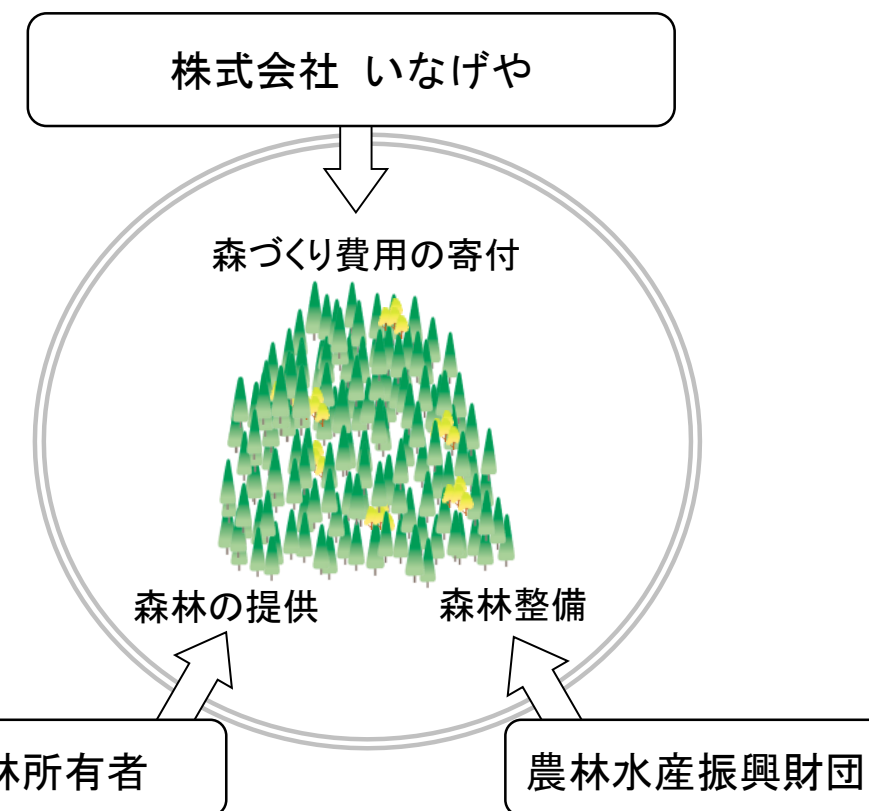 株式会社 いなげや
森づくり費用の寄付
森林の提供
森林整備
林所有者
農林水産振興財団